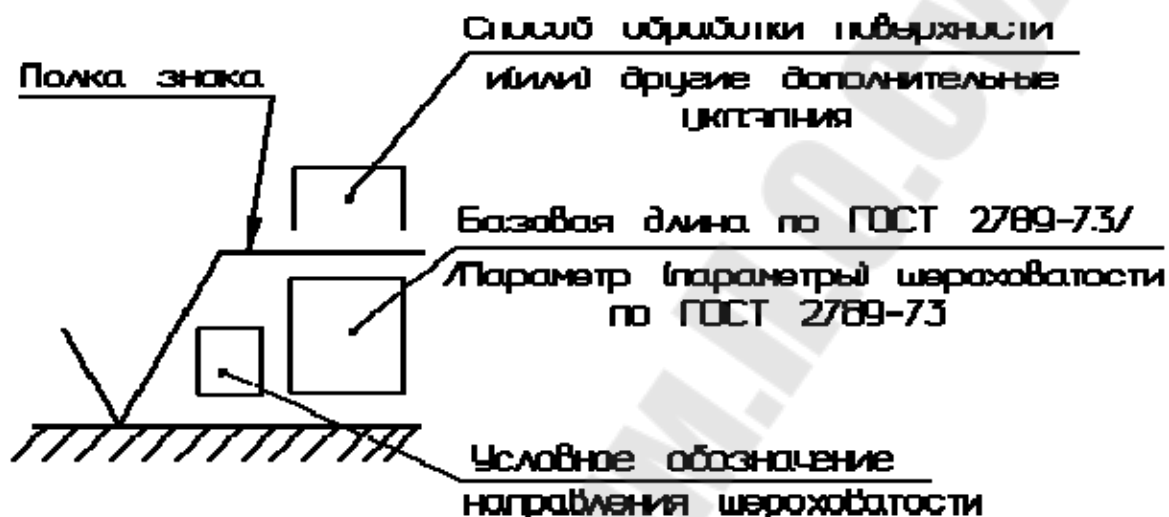 Способ обработки поверхности
Полка знака
и(или) другие дополнительные
указания
Базовая длина по ГОСТ 2789-73/
/Параметр (параметры) шероховатости
по ГОСТ 2789-73
Условное обозначение
направления шероховатости